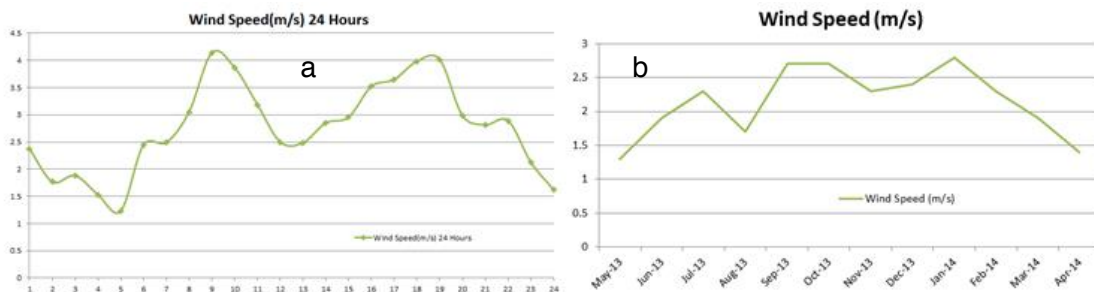 Wind Speed(m/s) 24 Hours
a
4.5
4
3.5
3
2.5
2
1.5
1
0.5
0
Wind Speed(m/s) 24 Hours
1 2 3 4 5 6 7 8 9 10 11 12 13 14 15 16 17 18 19 20 21 22 23 24
Wind Speed (m/s)
b
3
2.5
2
1.5
1
0.5
0
Wind Speed (m/s)
May-13 Jun-13 Jul-13 Aug-13 Sep-13 Oct-13 Nov-13 Dec-13 Jan-14 Feb-14 Mar-14 Apr-14